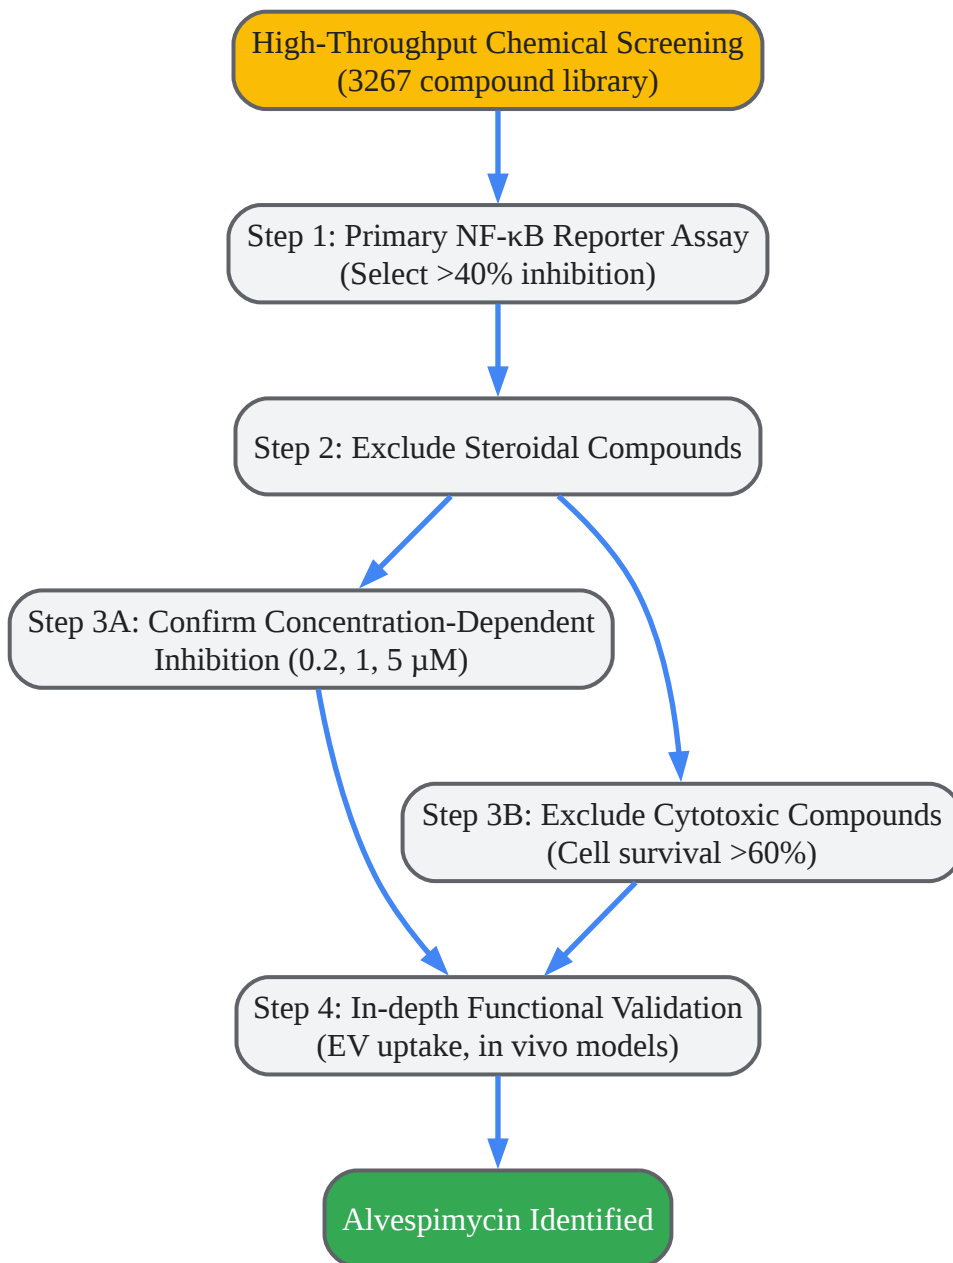 High-Throughput Chemical Screening
(3267 compound library)
Step 1: Primary NF-κB Reporter Assay
(Select >40% inhibition)
Step 2: Exclude Steroidal Compounds
Step 3A: Confirm Concentration-Dependent
Inhibition (0.2, 1, 5 µM)
Step 3B: Exclude Cytotoxic Compounds
(Cell survival >60%)
Step 4: In-depth Functional Validation
(EV uptake, in vivo models)
Alvespimycin Identified